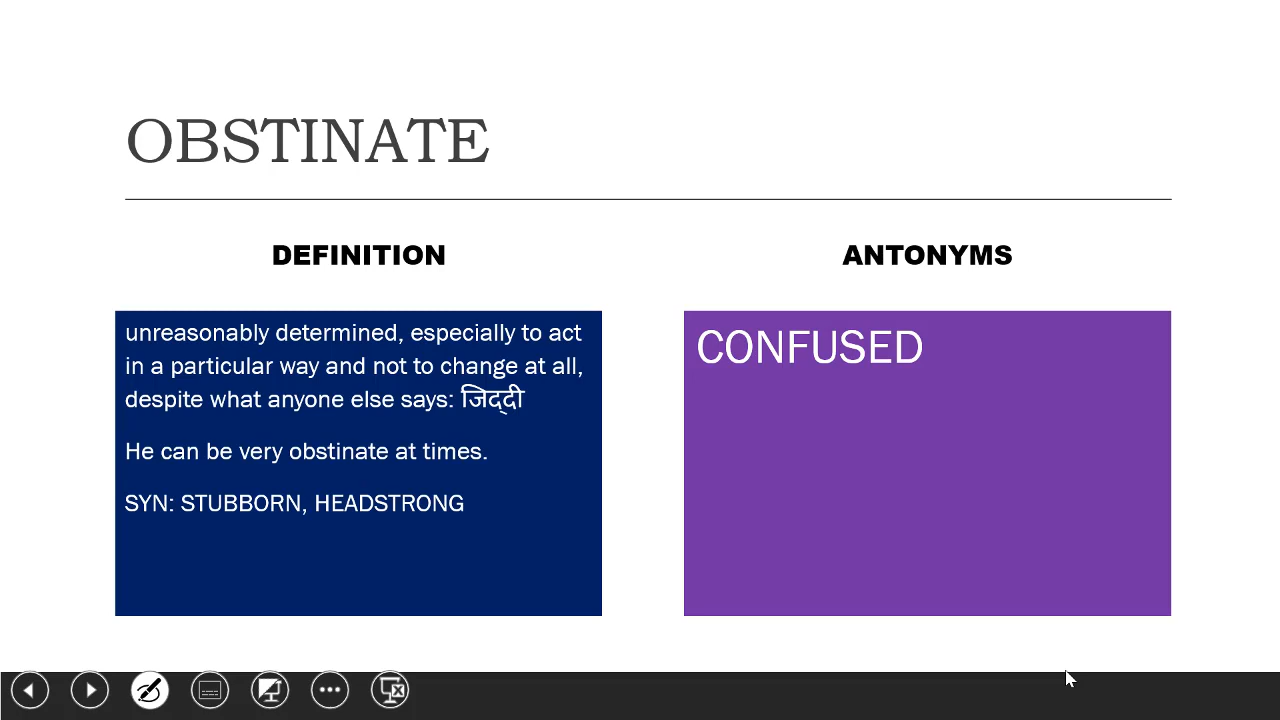 OBSTINATE
DEFINITION
unreasonably determined, especially to act
in a particular way and not to change at all,
despite what anyone else says: जिद्दी
He can be very obstinate at times.
SYN: STUBBORN, HEADSTRONG
ANTONYMS
CONFUSED